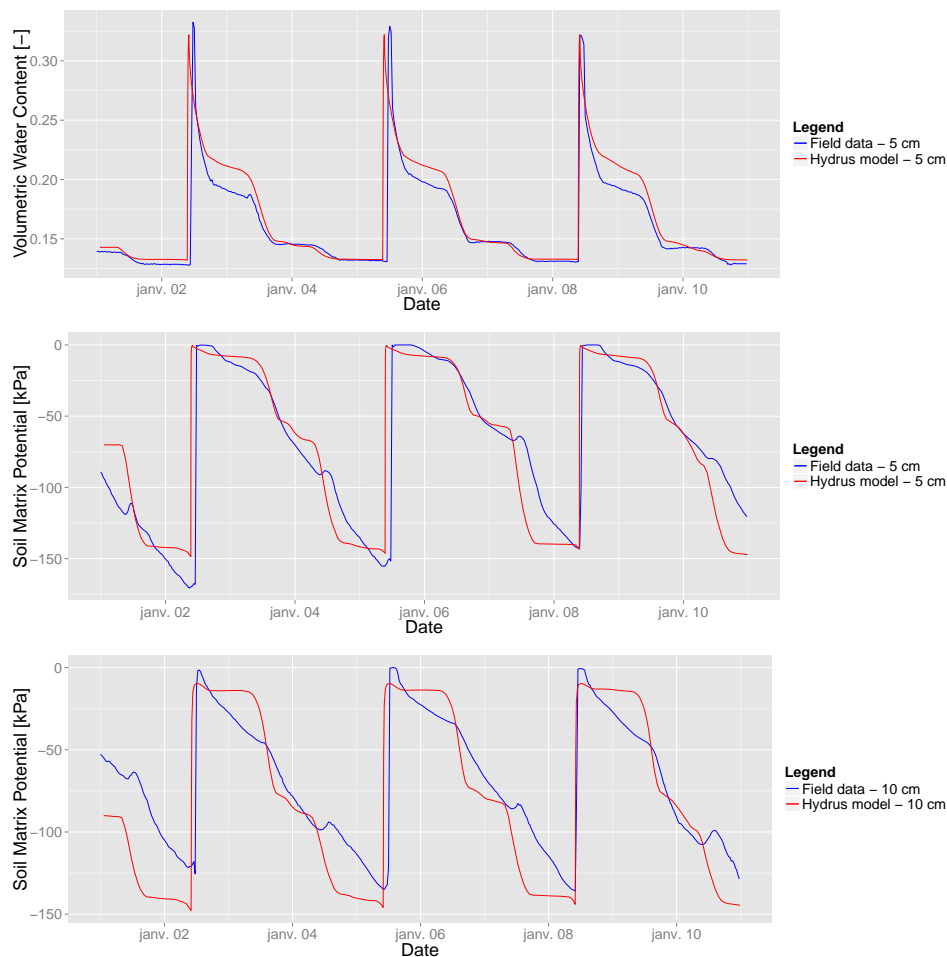 Volumetric Water Content [−]
0.30
0.25
0.20
0.15
janv. 02 janv. 04 janv. 06 janv. 08 janv. 10
Date
Legend
Field data − 5 cm
Hydrus model − 5 cm
Soil Matrix Potential [kPa]
0
−50
−100
−150
janv. 02 janv. 04 janv. 06 janv. 08 janv. 10
Date
Legend
Field data − 5 cm
Hydrus model − 5 cm
Soil Matrix Potential [kPa]
0
−50
−100
−150
janv. 02 janv. 04 janv. 06 janv. 08 janv. 10
Date
Legend
Field data − 10 cm
Hydrus model − 10 cm